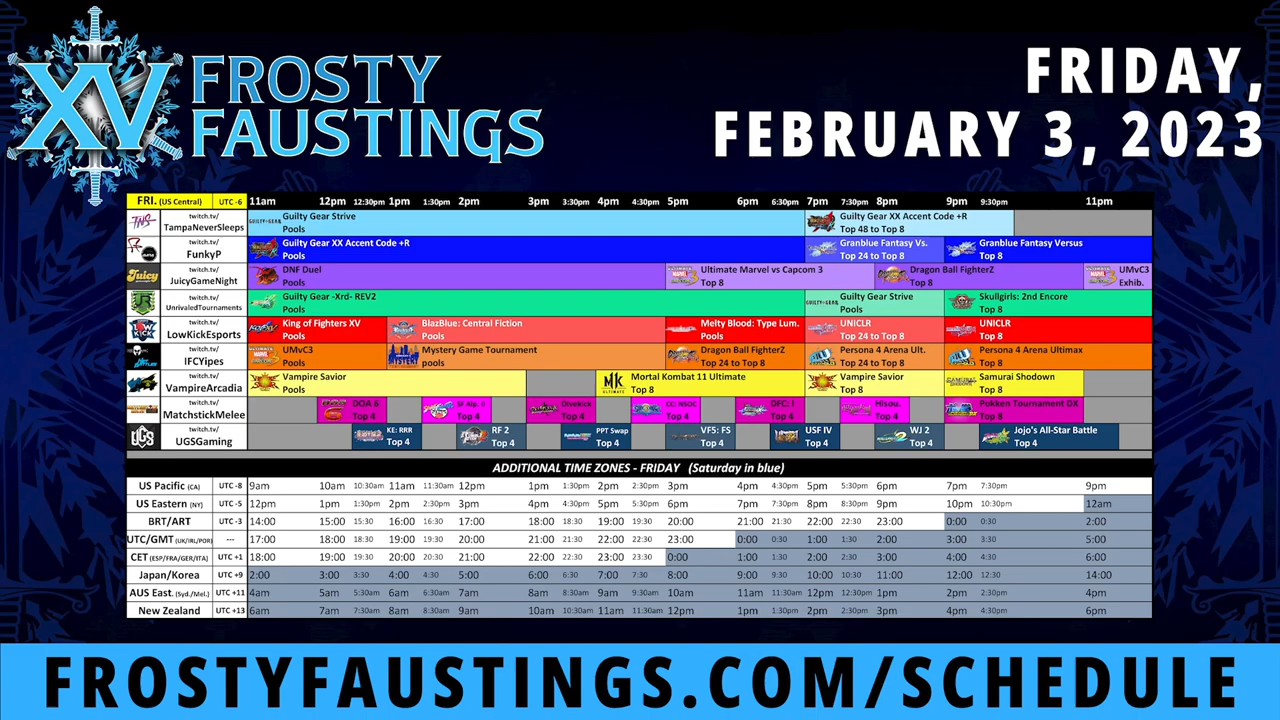 XV FROSTY
FAUSTINGS
FRIDAY,
FEBRUARY 3, 2023
FRI. (US Central) UTC -6 11am 12pm 12:30pm 1pm 1:30pm 2pm 3pm 3:30pm 4pm 4:30pm 5pm 6pm 6:30pm 7pm 7:30pm 8pm 9pm 9:30pm 11pm
TNS twitch.tv/ Guilty Gear Strive Guilty Gear XX Accent Code +R
TampaNeverSleeps GUILTY GEAR Pools Top 48 to Top 8
twitch.tv/ Guilty Gear XX Accent Code +R Granblue Fantasy Vs. Granblue Fantasy Versus
FunkyP Pools Top 24 to Top 8 Top 8
Juicy twitch.tv/ DNF Duel Ultimate Marvel vs Capcom 3 Dragon Ball FighterZ UMvC3
JuicyGameNight Pools Top 8 Top 8 Exhib.
twitch.tv/ Guilty Gear -Xrd- REV2 Guilty Gear Strive Skullgirls: 2nd Encore
UnrivaledTournaments Pools GUILTY GEAR Top 24 to Top 8 Top 8
LOW KICK twitch.tv/ King of Fighters XV BlazBlue: Central Fiction Melty Blood: Type Lum. UNICLR UNICLR
LowKickEsports Pools Pools Pools Top 24 to Top 8 Top 8
twitch.tv/ UMvC3 Mystery Game Tournament Dragon Ball FighterZ Persona 4 Arena Ult. Persona 4 Arena Ultimax
IFCYipes Pools MYSTERY pools Top 24 to Top 8 Top 24 to Top 8 Top 8
twitch.tv/ Vampire Savior Mortal Kombat 11 Ultimate Vampire Savior Samurai Shodown
VampireArcadia Pools Top 8 Top 8 Top 8
twitch.tv/ DOA 6 SF Alp. II Divekick CC: NSOC OFC: I Hisou. Pokken Tournament DX
MatchstickMelee Top 4 Top 4 Top 4 Top 4 Top 4 Top 4 Top 8
UGS twitch.tv/ KE: RRR RF 2 PPT Swap VF5: FS USF IV WJ 2 Jojo's All-Star Battle
UGSGaming Top 4 Top 4 Top 4 Top 4 Top 4 Top 4 Top 4
ADDITIONAL TIME ZONES - FRIDAY (Saturday in blue)
US Pacific (CA) UTC -8 9am 10am 10:30am 11am 11:30am 12pm 1pm 1:30pm 2pm 2:30pm 3pm 4pm 4:30pm 5pm 5:30pm 6pm 7pm 7:30pm 9pm
US Eastern (NY) UTC -5 12pm 1pm 1:30pm 2pm 2:30pm 3pm 4pm 4:30pm 5pm 5:30pm 6pm 7pm 7:30pm 8pm 8:30pm 9pm 10pm 10:30pm 12am
BRT/ART UTC -3 14:00 15:00 15:30 16:00 16:30 17:00 18:00 18:30 19:00 19:30 20:00 21:00 21:30 22:00 22:30 23:00 0:00 0:30 2:00
UTC/GMT (UK/IRL/POR) --- 17:00 18:00 18:30 19:00 19:30 20:00 21:00 21:30 22:00 22:30 23:00 0:00 0:30 1:00 1:30 2:00 3:00 3:30 5:00
CET (ESP/FRA/GER/ITA) UTC +1 18:00 19:00 19:30 20:00 20:30 21:00 22:00 22:30 23:00 23:30 0:00 1:00 1:30 2:00 2:30 3:00 4:00 4:30 6:00
Japan/Korea UTC +9 2:00 3:00 3:30 4:00 4:30 5:00 6:00 6:30 7:00 7:30 8:00 9:00 9:30 10:00 10:30 11:00 12:00 12:30 14:00
AUS East. (Syd./Mel.) UTC +11 4am 5am 5:30am 6am 6:30am 7am 8am 8:30am 9am 9:30am 10am 11am 11:30am 12pm 12:30pm 1pm 2pm 2:30pm 4pm
New Zealand UTC +13 6am 7am 7:30am 8am 8:30am 9am 10am 10:30am 11am 11:30am 12pm 1pm 1:30pm 2pm 2:30pm 3pm 4pm 4:30pm 6pm
FROSTYFAUSTINGS.COM/SCHEDULE